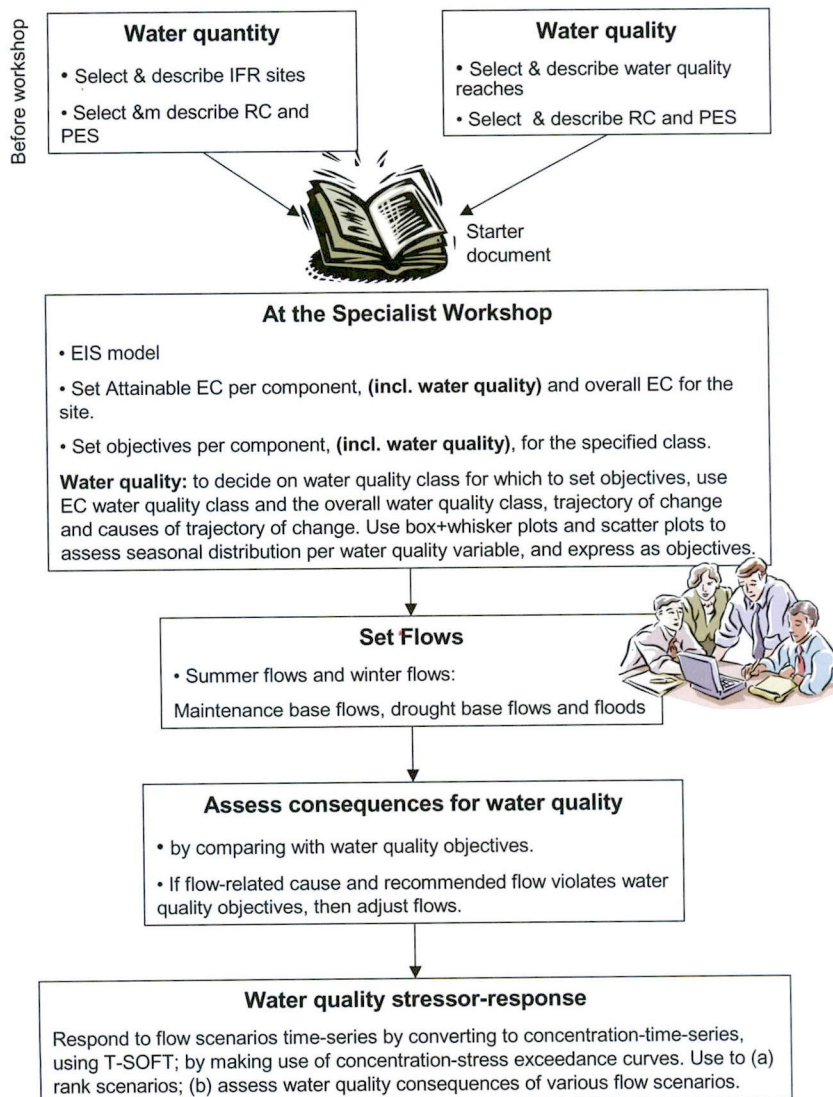 Before workshop
Water quantity
• Select & describe IFR sites
• Select &m describe RC and
PES
Water quality
• Select & describe water quality
reaches
• Select & describe RC and PES
Starter
document
At the Specialist Workshop
• EIS model
• Set Attainable EC per component, (incl. water quality) and overall EC for the
site.
• Set objectives per component, (incl. water quality), for the specified class.
Water quality: to decide on water quality class for which to set objectives, use
EC water quality class and the overall water quality class, trajectory of change
and causes of trajectory of change. Use box+whisker plots and scatter plots to
assess seasonal distribution per water quality variable, and express as objectives.
Set Flows
• Summer flows and winter flows:
Maintenance base flows, drought base flows and floods
Assess consequences for water quality
• by comparing with water quality objectives.
• If flow-related cause and recommended flow violates water
quality objectives, then adjust flows.
Water quality stressor-response
Respond to flow scenarios time-series by converting to concentration-time-series,
using T-SOFT; by making use of concentration-stress exceedance curves. Use to (a)
rank scenarios; (b) assess water quality consequences of various flow scenarios.